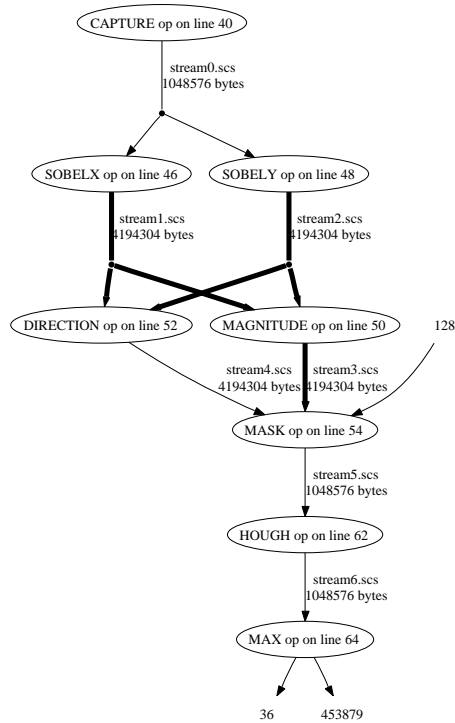 CAPTURE op on line 40
stream0.scs
1048576 bytes
SOBELX op on line 46
SOBELY op on line 48
stream1.scs
4194304 bytes
stream2.scs
4194304 bytes
DIRECTION op on line 52
MAGNITUDE op on line 50
128
stream4.scs
4194304 bytes
stream3.scs
4194304 bytes
MASK op on line 54
stream5.scs
1048576 bytes
HOUGH op on line 62
stream6.scs
1048576 bytes
MAX op on line 64
36
453879